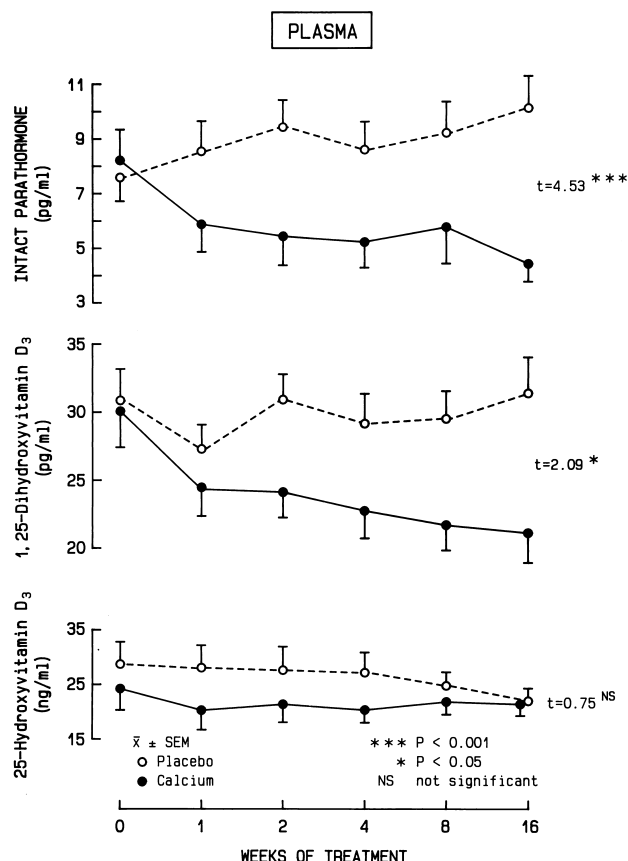 PLASMA
INTACT PARATHORMONE
(pg/ml)
11
9
7
5
3
t=4.53 ***
1,25-Dihydroxyvitamin D₃
(pg/ml)
35
30
25
20
t=2.09 *
25-Hydroxyvitamin D₃
(ng/ml)
35
25
15
t=0.75 NS
x̄ ± SEM
Placebo
Calcium
*** P < 0.001
* P < 0.05
NS not significant
0 1 2 4 8 16
WEEKS OF TREATMENT